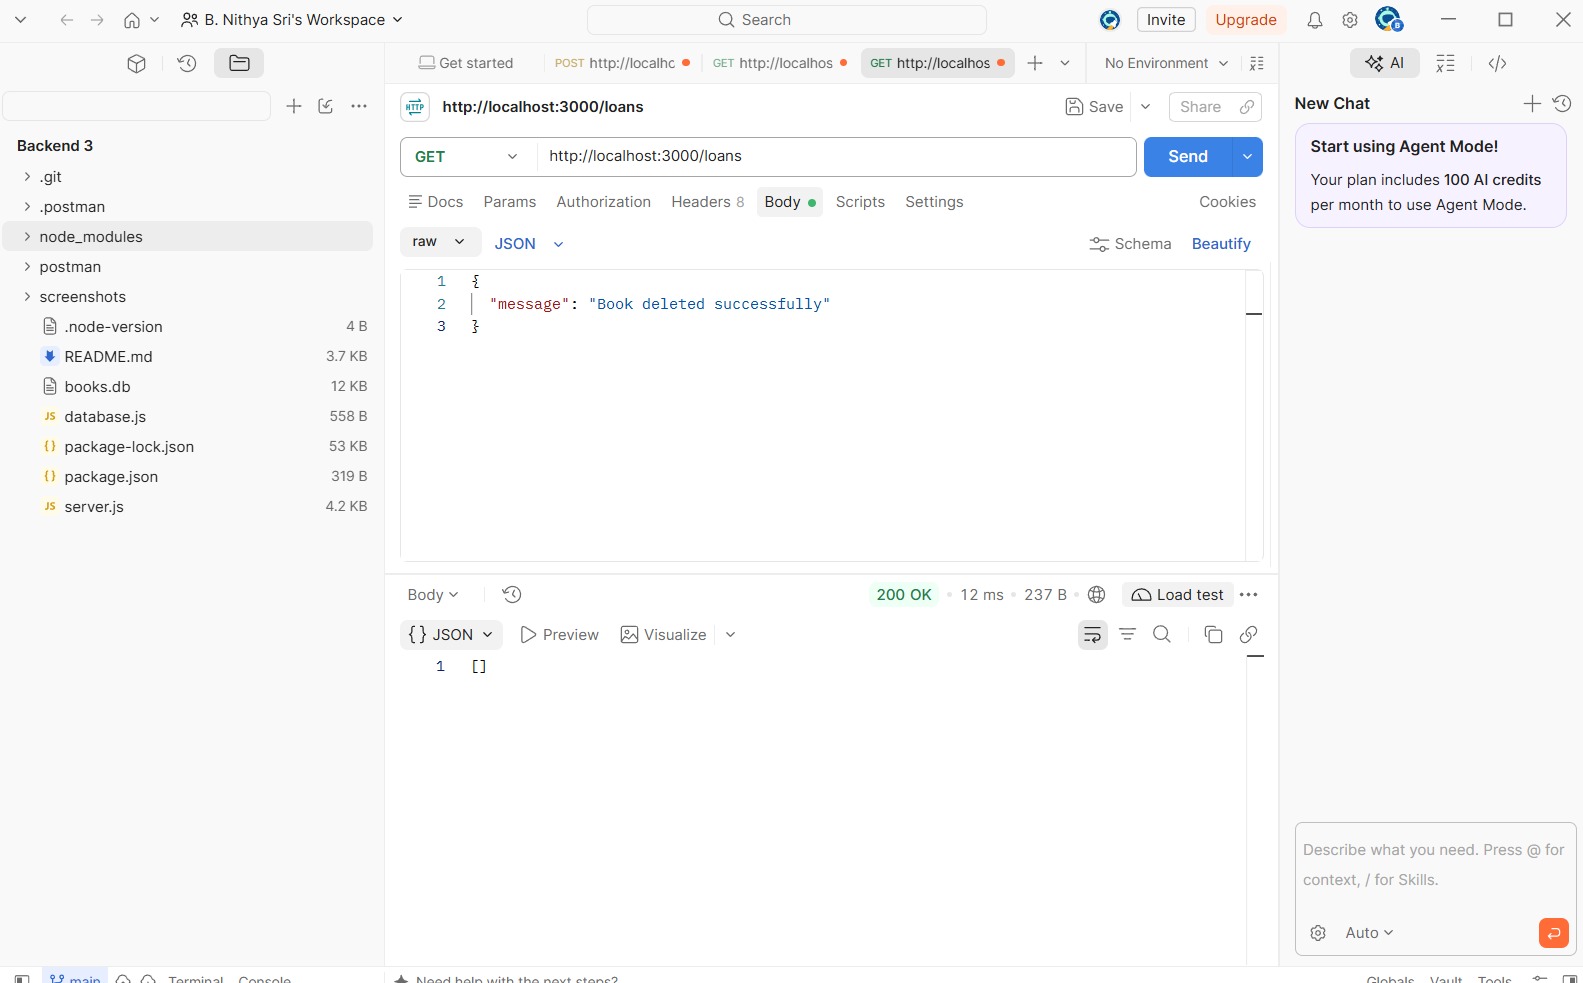 B. Nithya Sri's Workspace
Search
Invite
Upgrade
Get started
POST http://localhc
GET http://localhos
GET http://localhos
No Environment
AI
HTTP
http://localhost:3000/loans
Save
Share
New Chat
Start using Agent Mode!
Your plan includes 100 AI credits
per month to use Agent Mode.
Backend 3
.git
.postman
node_modules
postman
screenshots
.node-version 4 B
README.md 3.7 KB
books.db 12 KB
JS database.js 558 B
{} package-lock.json 53 KB
{} package.json 319 B
JS server.js 4.2 KB
GET
http://localhost:3000/loans
Send
Docs Params Authorization Headers 8 Body Scripts Settings Cookies
raw JSON Schema Beautify
1 {
2 "message": "Book deleted successfully"
3 }
Body 200 OK 12 ms 237 B Load test
{} JSON Preview Visualize
1 []
Describe what you need. Press @ for
context, / for Skills.
Auto
main Terminal Console
Need help with the next steps?
Globals Vault Tools